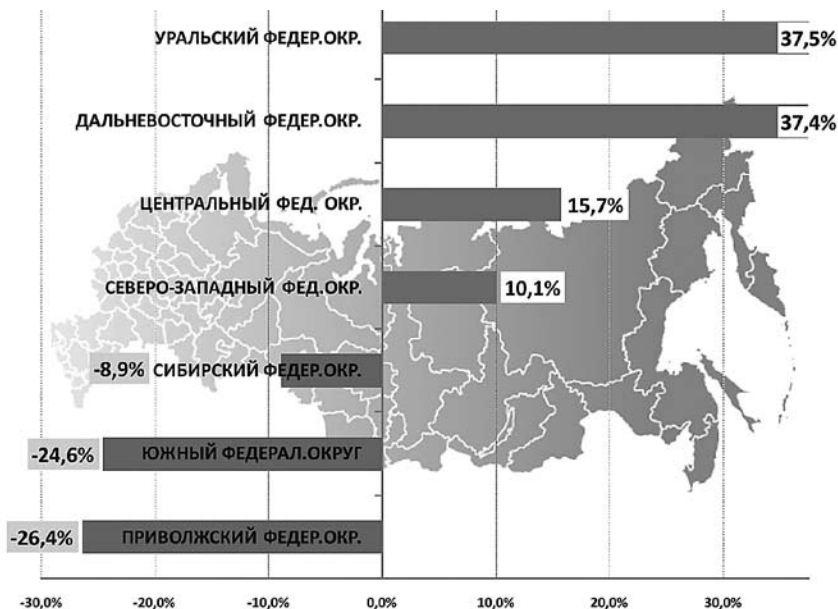 УРАЛЬСКИЙ ФЕДЕР.ОКР. 37,5%
ДАЛЬНЕВОСТОЧНЫЙ ФЕДЕР.ОКР. 37,4%
ЦЕНТРАЛЬНЫЙ ФЕД. ОКР. 15,7%
СЕВЕРО-ЗАПАДНЫЙ ФЕД.ОКР. 10,1%
-8,9% СИБИРСКИЙ ФЕДЕР.ОКР.
-24,6% ЮЖНЫЙ ФЕДЕРАЛ.ОКРУГ
-26,4% ПРИВОЛЖСКИЙ ФЕДЕР.ОКР.
-30,0% -20,0% -10,0% 0,0% 10,0% 20,0% 30,0%